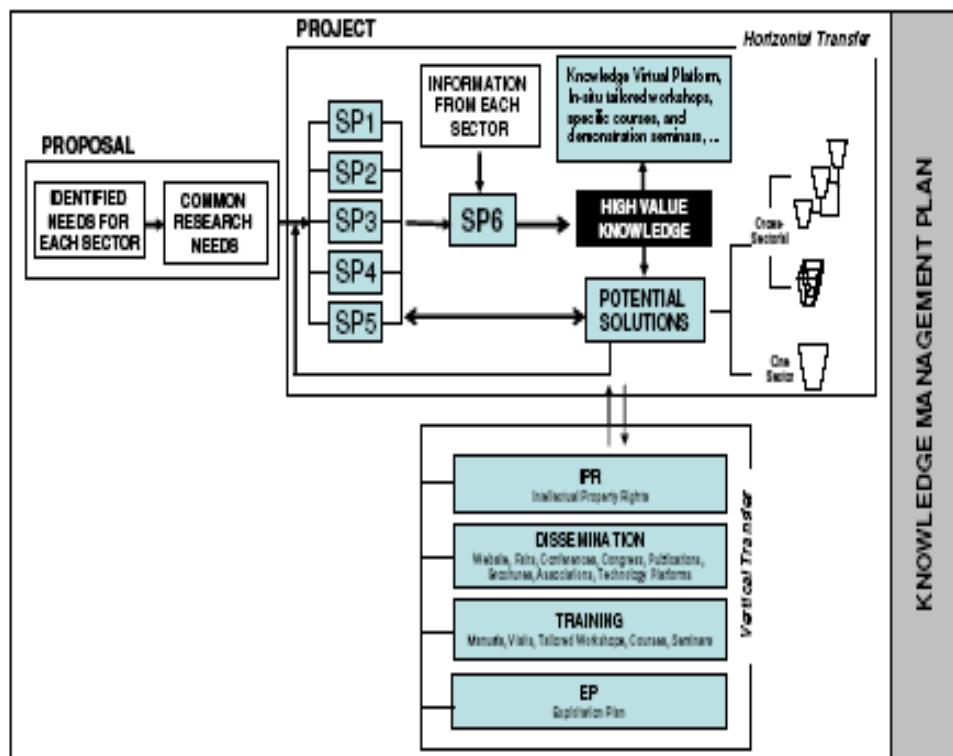 PROJECT
Horizontal Transfer
PROPOSAL
IDENTIFIED
NEEDS FOR
EACH SECTOR
COMMON
RESEARCH
NEEDS
SP1
SP2
SP3
SP4
SP5
INFORMATION
FROM EACH
SECTOR
SP6
Knowledge Virtual Platform,
In-situ tailored workshops,
specific courses, and
demonstration seminars, ...
HIGH VALUE
KNOWLEDGE
POTENTIAL
SOLUTIONS
Cross-
Sectorial
One
Sector
IPR
Intellectual Property Rights
DISSEMINATION
Website, Fairs, Conferences, Congress, Publications,
Brochures, Associations, Technology Platforms
TRAINING
Manuals, Visits, Tailored Workshops, Courses, Seminars
EP
Exploitation Plan
Vertical Transfer
KNOWLEDGE MANAGEMENT PLAN